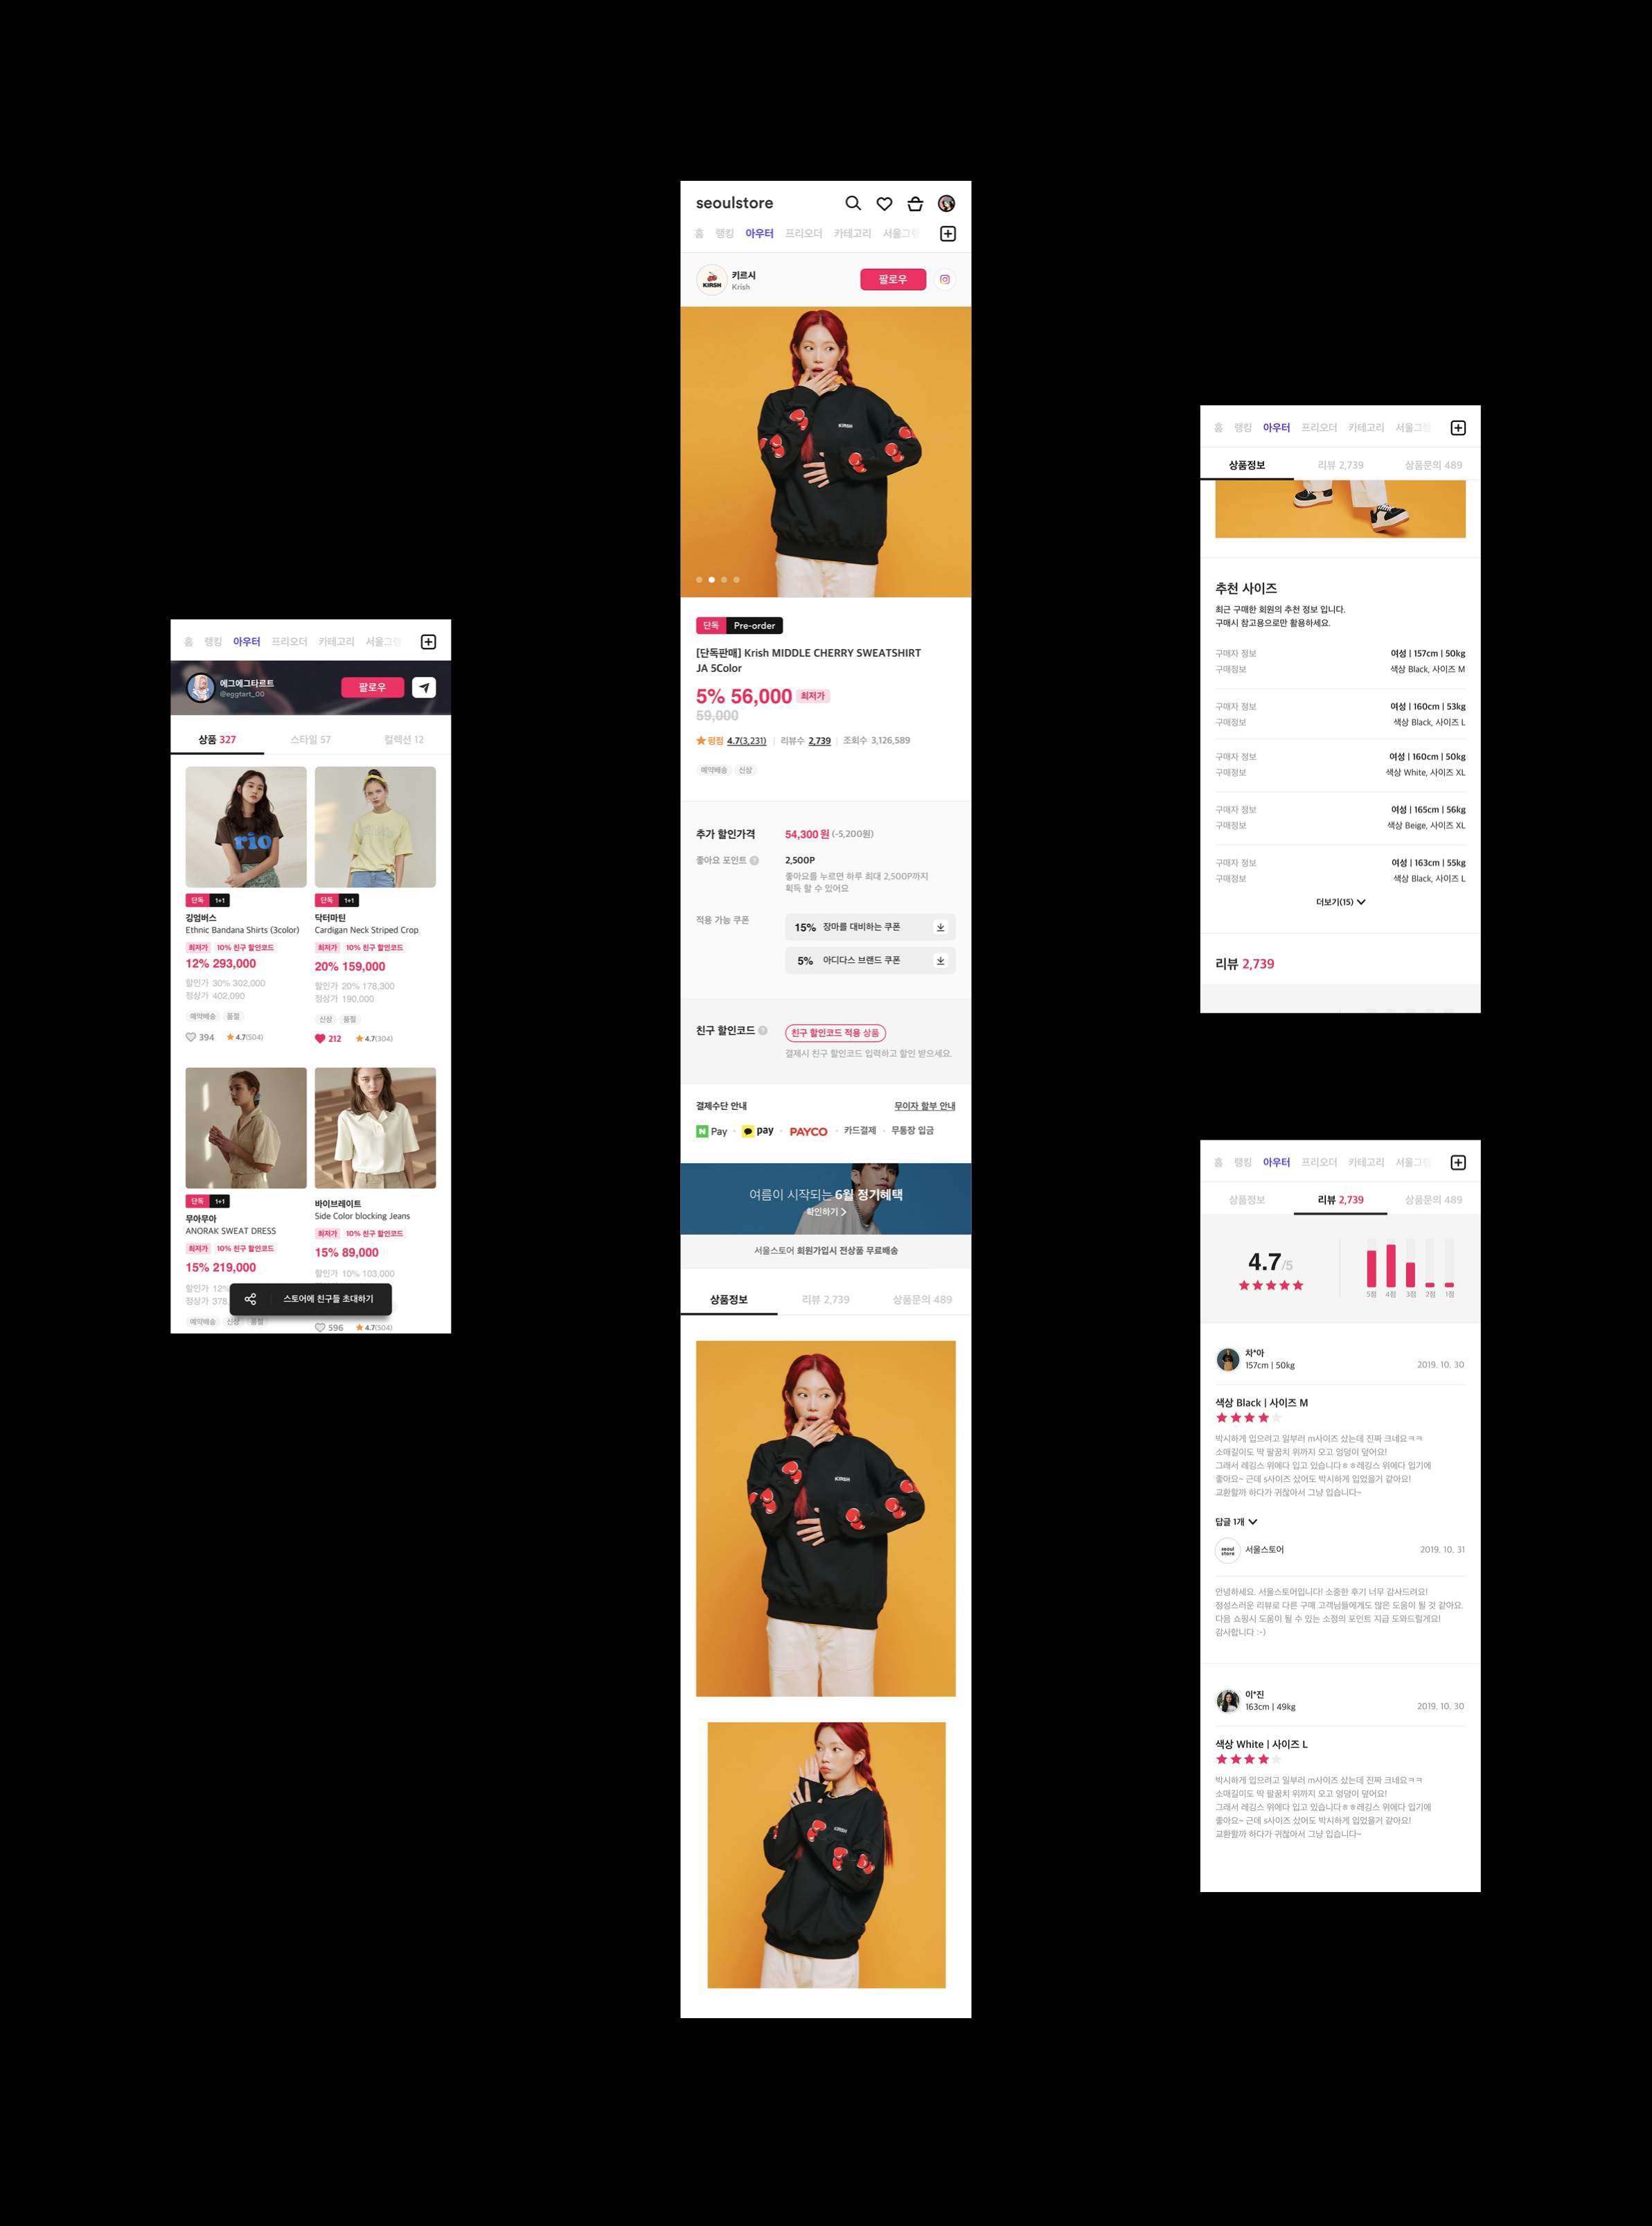 홈 랭킹 아우터 프리오더 카테고리 서울그램
에그에그타르트
@eggtart_00
팔로우
상품 327 스타일 57 컬렉션 12
rio
단독 1+1
깅엄버스
Ethnic Bandana Shirts (3color)
최저가 10% 친구 할인코드
12% 293,000
할인가 30% 302,000
정상가 402,090
예약배송 품절
394 4.7(504)
단독 1+1
닥터마틴
Cardigan Neck Striped Crop
최저가 10% 친구 할인코드
20% 159,000
할인가 20% 178,300
정상가 190,000
신상 품절
212 4.7(304)
단독 1+1
무아무아
ANORAK SWEAT DRESS
최저가 10% 친구 할인코드
15% 219,000
할인가 12%
정상가 378
예약배송 신상 품절
바이브레이트
Side Color blocking Jeans
최저가 10% 친구 할인코드
15% 89,000
할인가 10% 103,000
596 4.7(504)
스토어에 친구들 초대하기
seoulstore
홈 랭킹 아우터 프리오더 카테고리 서울그램
KIRSH
키르시
Krish
팔로우
KIRSH
단독 Pre-order
[단독판매] Krish MIDDLE CHERRY SWEATSHIRT
JA 5Color
5% 56,000 최저가
59,000
평점 4.7(3,231) 리뷰수 2,739 조회수 3,126,589
예약배송 신상
추가 할인가격 54,300 원 (-5,200원)
좋아요 포인트 ? 2,500P
좋아요를 누르면 하루 최대 2,500P까지
획득 할 수 있어요
적용 가능 쿠폰
15% 장마를 대비하는 쿠폰
5% 아디다스 브랜드 쿠폰
친구 할인코드 ? 친구 할인코드 적용 상품
결제시 친구 할인코드 입력하고 할인 받으세요.
결제수단 안내 무이자 할부 안내
N Pay pay PAYCO 카드결제 무통장 입금
여름이 시작되는 6월 정기혜택
확인하기 >
서울스토어 회원가입시 전상품 무료배송
상품정보 리뷰 2,739 상품문의 489
KIRSH
KIRSH
홈 랭킹 아우터 프리오더 카테고리 서울그램
상품정보 리뷰 2,739 상품문의 489
추천 사이즈
최근 구매한 회원의 추천 정보 입니다.
구매시 참고용으로만 활용하세요.
구매자 정보 여성 | 157cm | 50kg
구매정보 색상 Black, 사이즈 M
구매자 정보 여성 | 160cm | 53kg
구매정보 색상 Black, 사이즈 L
구매자 정보 여성 | 160cm | 50kg
구매정보 색상 White, 사이즈 XL
구매자 정보 여성 | 165cm | 56kg
구매정보 색상 Beige, 사이즈 XL
구매자 정보 여성 | 163cm | 55kg
구매정보 색상 Black, 사이즈 L
더보기(15)
리뷰 2,739
홈 랭킹 아우터 프리오더 카테고리 서울그램
상품정보 리뷰 2,739 상품문의 489
4.7/5
5점 4점 3점 2점 1점
차*아
157cm | 50kg 2019. 10. 30
색상 Black | 사이즈 M
박시하게 입으려고 일부러 m사이즈 샀는데 진짜 크네요ㅋㅋ
소매길이도 딱 팔꿈치 위까지 오고 엉덩이 덮어요!
그래서 레깅스 위에다 입고 있습니다ㅎㅎ레깅스 위에다 입기에
좋아요~ 근데 s사이즈 샀어도 박시하게 입었을거 같아요!
교환할까 하다가 귀찮아서 그냥 입습니다~
답글 1개
seoul
store
서울스토어 2019. 10. 31
안녕하세요. 서울스토어입니다! 소중한 후기 너무 감사드려요!
정성스러운 리뷰로 다른 구매 고객님들에게도 많은 도움이 될 것 같아요.
다음 쇼핑시 도움이 될 수 있는 소정의 포인트 지급 도와드릴게요!
감사합니다 :-)
이*진
163cm | 49kg 2019. 10. 30
색상 White | 사이즈 L
박시하게 입으려고 일부러 m사이즈 샀는데 진짜 크네요ㅋㅋ
소매길이도 딱 팔꿈치 위까지 오고 엉덩이 덮어요!
그래서 레깅스 위에다 입고 있습니다ㅎㅎ레깅스 위에다 입기에
좋아요~ 근데 s사이즈 샀어도 박시하게 입었을거 같아요!
교환할까 하다가 귀찮아서 그냥 입습니다~